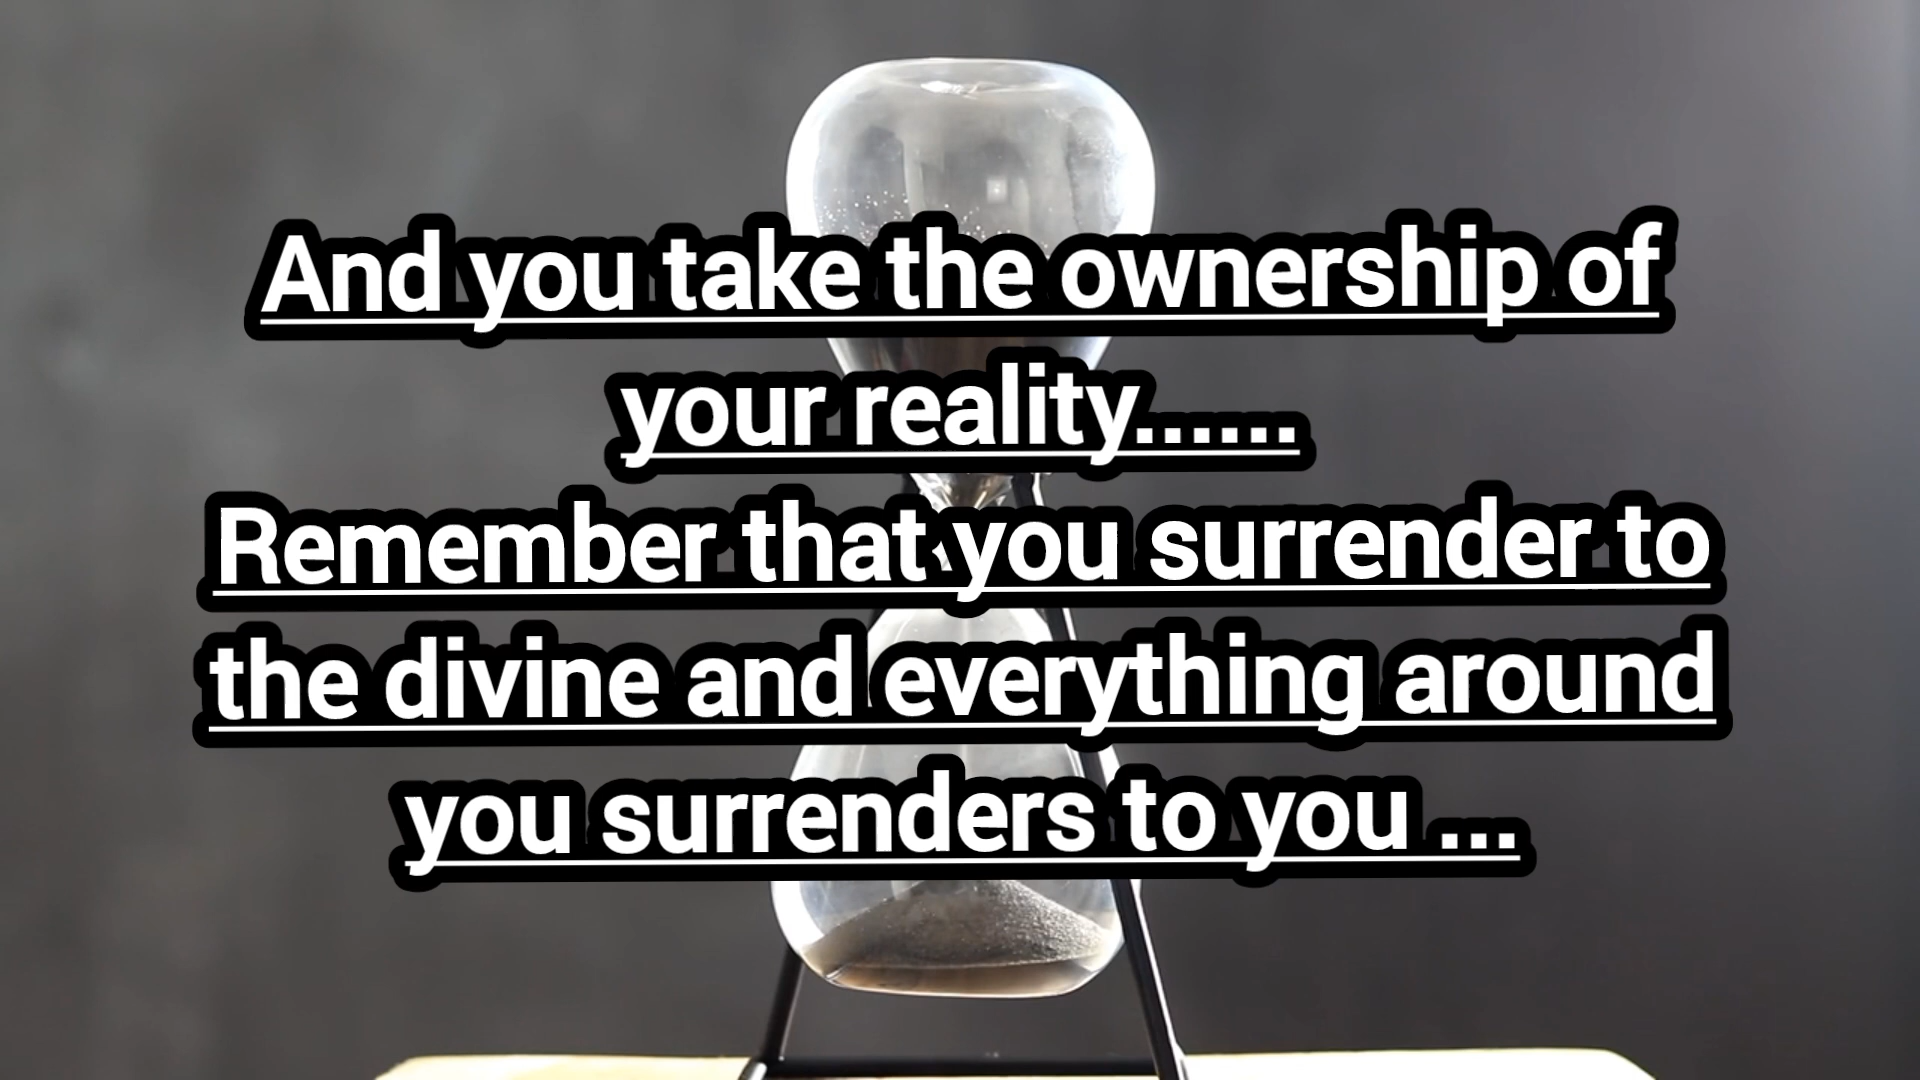 And you take the ownership of
your reality......
Remember that you surrender to
the divine and everything around
you surrenders to you ...